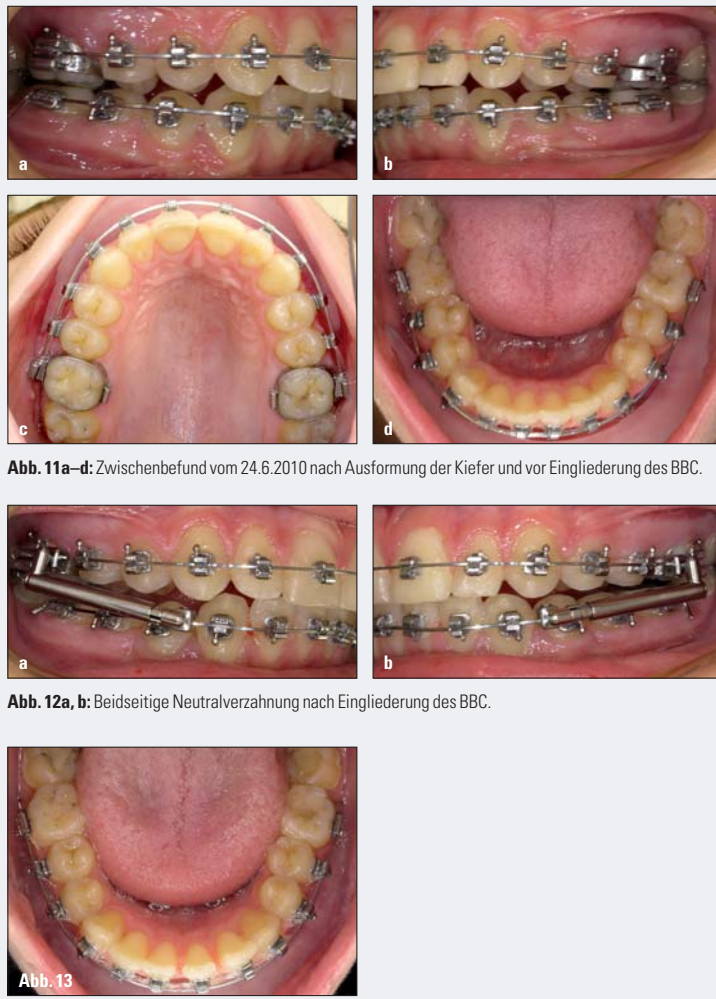 a
b
c
d
Abb. 11a–d: Zwischenbefund vom 24.6.2010 nach Ausformung der Kiefer und vor Eingliederung des BBC.
a
b
Abb. 12a, b: Beidseitige Neutralverzahnung nach Eingliederung des BBC.
Abb. 13